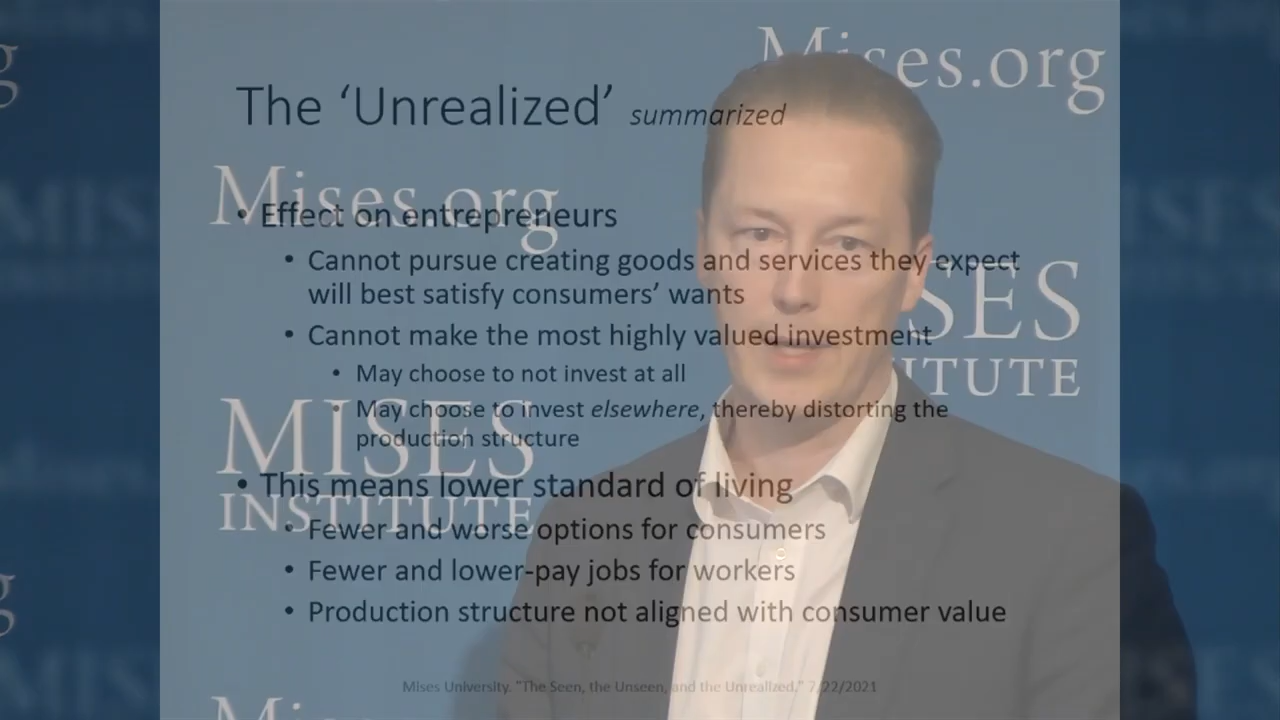 Mises.org
The ‘Unrealized’ summarized
Mises.org
• Effect on entrepreneurs
• Cannot pursue creating goods and services they expect
will best satisfy consumers’ wants
• Cannot make the most highly valued investment
• May choose to not invest at all
• May choose to invest elsewhere, thereby distorting the
production structure
SES
ITUTE
MISES
INSTITUTE
• This means lower standard of living
• Fewer and worse options for consumers
• Fewer and lower-pay jobs for workers
• Production structure not aligned with consumer value
Mises University. "The Seen, the Unseen, and the Unrealized," 7/22/2021
Mises.org
g
g
MISES